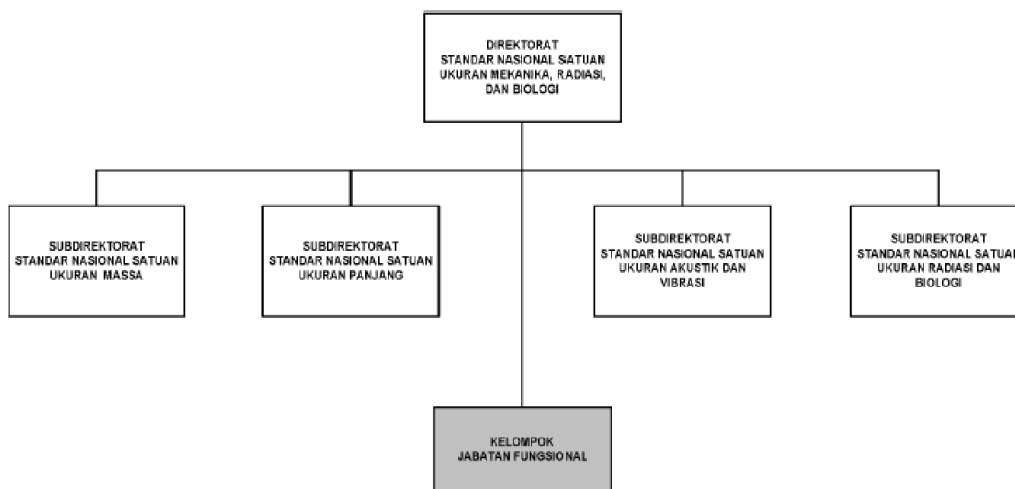 DIREKTORAT
STANDAR NASIONAL SATUAN
UKURAN MEKANIKA, RADIASI,
DAN BIOLOGI
SUBDIREKTORAT
STANDAR NASIONAL SATUAN
UKURAN MASSA
SUBDIREKTORAT
STANDAR NASIONAL SATUAN
UKURAN PANJANG
SUBDIREKTORAT
STANDAR NASIONAL SATUAN
UKURAN AKUSTIK DAN
VIBRASI
SUBDIREKTORAT
STANDAR NASIONAL SATUAN
UKURAN RADIASI DAN
BIOLOGI
KELOMPOK
JABATAN FUNGSIONAL